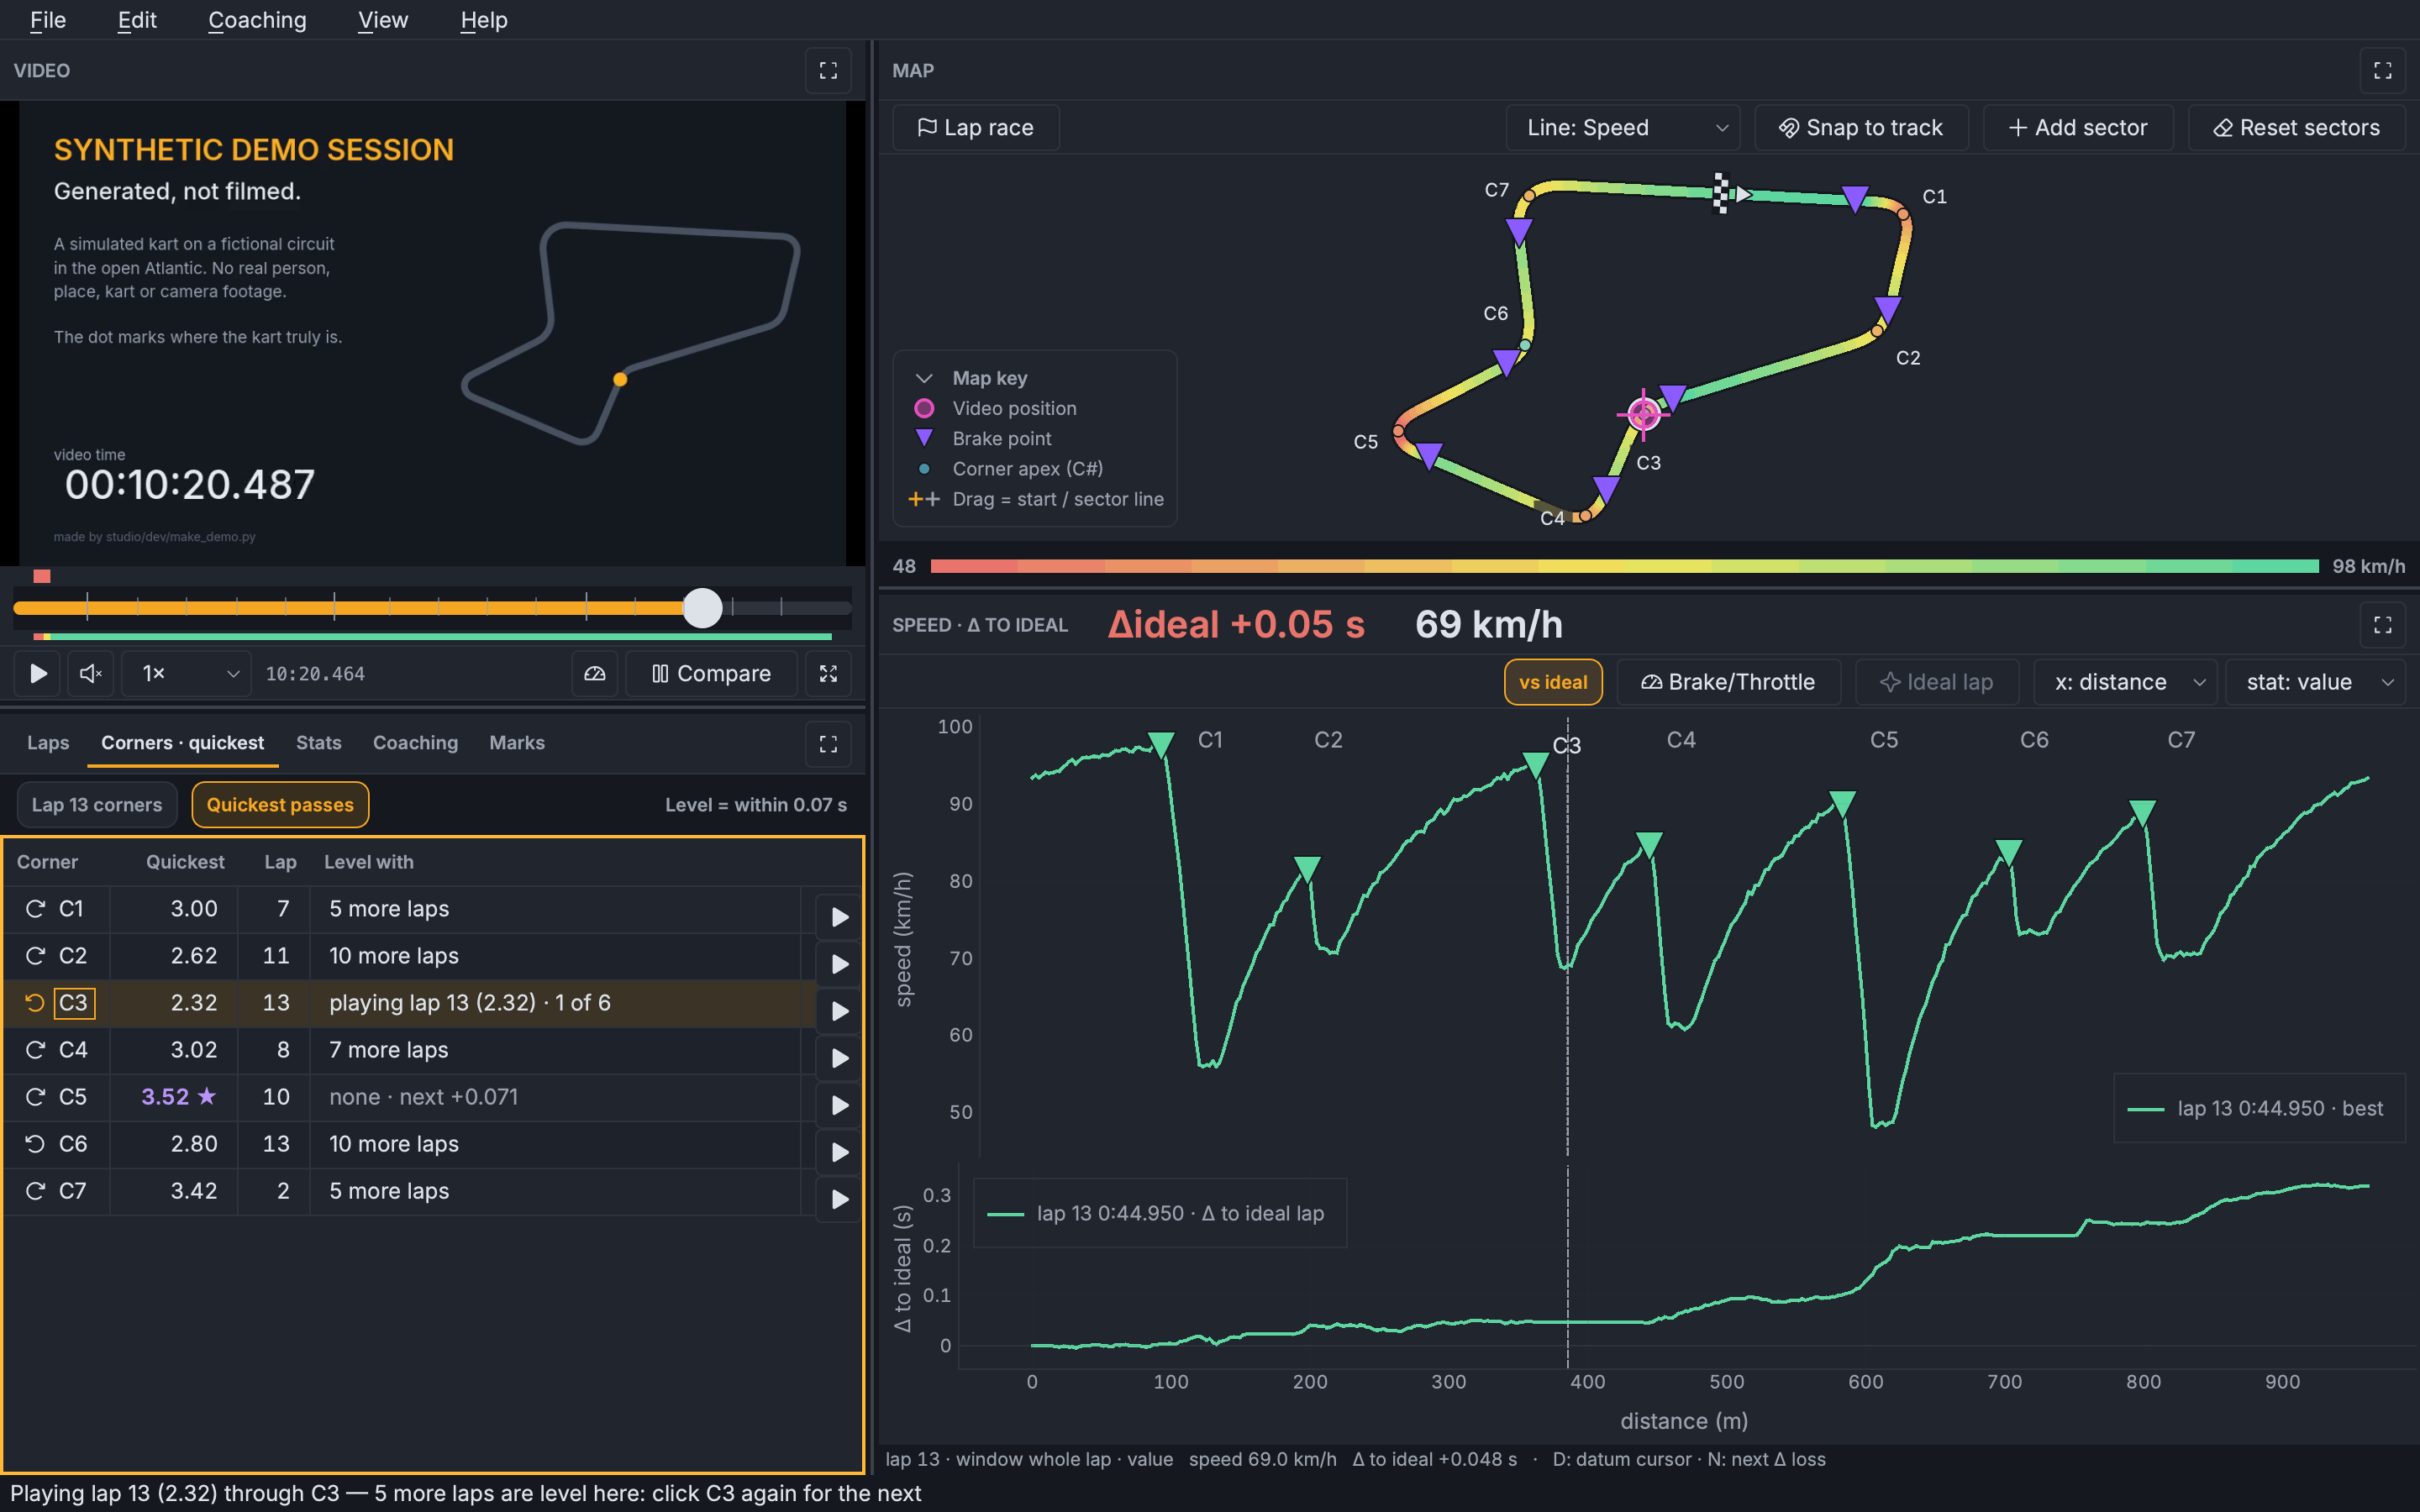 File Edit Coaching View Help
VIDEO
SYNTHETIC DEMO SESSION
Generated, not filmed.
A simulated kart on a fictional circuit
in the open Atlantic. No real person,
place, kart or camera footage.
The dot marks where the kart truly is.
video time
00:10:20.487
made by studio/dev/make_demo.py
1×
10:20.464
Compare
Laps Corners · quickest Stats Coaching Marks
Lap 13 corners Quickest passes Level = within 0.07 s
Corner Quickest Lap Level with
C1 3.00 7 5 more laps
C2 2.62 11 10 more laps
C3 2.32 13 playing lap 13 (2.32) · 1 of 6
C4 3.02 8 7 more laps
C5 3.52 ★ 10 none · next +0.071
C6 2.80 13 10 more laps
C7 3.42 2 5 more laps
MAP
Lap race Line: Speed Snap to track + Add sector Reset sectors
C7
C1
C6
C2
C5
C3
C4
Map key
Video position
Brake point
Corner apex (C#)
Drag = start / sector line
48 98 km/h
SPEED · Δ TO IDEAL Δideal +0.05 s 69 km/h
vs ideal Brake/Throttle Ideal lap x: distance stat: value
C1 C2 C3 C4 C5 C6 C7
speed (km/h)
100
90
80
70
60
50
lap 13 0:44.950 · best
Δ to ideal (s)
0.3
0.2
0.1
0
lap 13 0:44.950 · Δ to ideal lap
0 100 200 300 400 500 600 700 800 900
distance (m)
lap 13 · window whole lap · value speed 69.0 km/h Δ to ideal +0.048 s · D: datum cursor · N: next Δ loss
Playing lap 13 (2.32) through C3 — 5 more laps are level here: click C3 again for the next